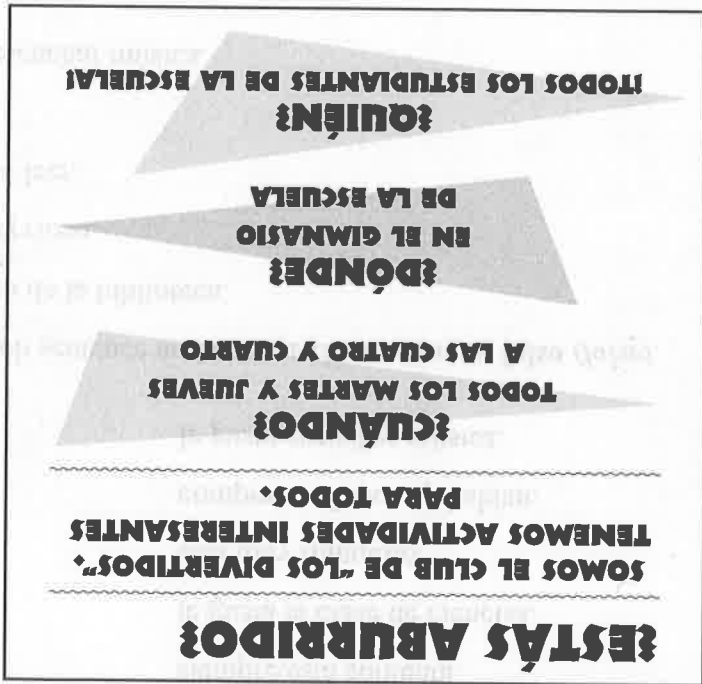 ¿ESTÁS ABURRIDO?
SOMOS EL CLUB DE "LOS DIVERTIDOS".
TENEMOS ACTIVIDADES INTERESANTES
PARA TODOS.
¿CUÁNDO?
TODOS LOS MARTES Y JUEVES
A LAS CUATRO Y CUARTO
¿DÓNDE?
EN EL GIMNASIO
DE LA ESCUELA
¿QUIÉN?
¡TODOS LOS ESTUDIANTES DE LA ESCUELA!